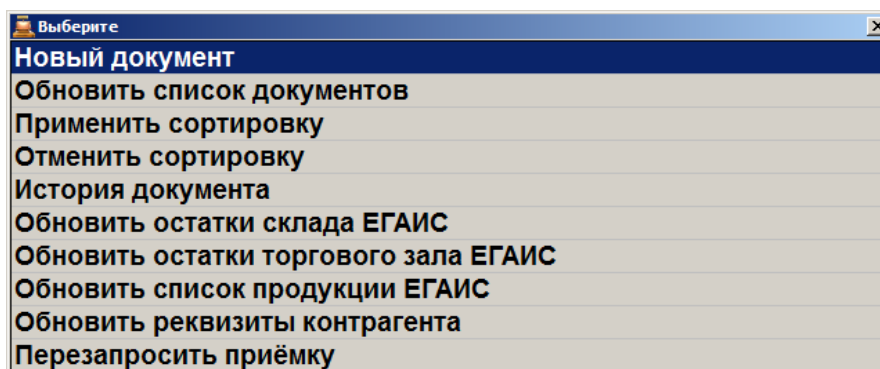 Выберите
Новый документ
Обновить список документов
Применить сортировку
Отменить сортировку
История документа
Обновить остатки склада ЕГАИС
Обновить остатки торгового зала ЕГАИС
Обновить список продукции ЕГАИС
Обновить реквизиты контрагента
Перезапросить приёмку